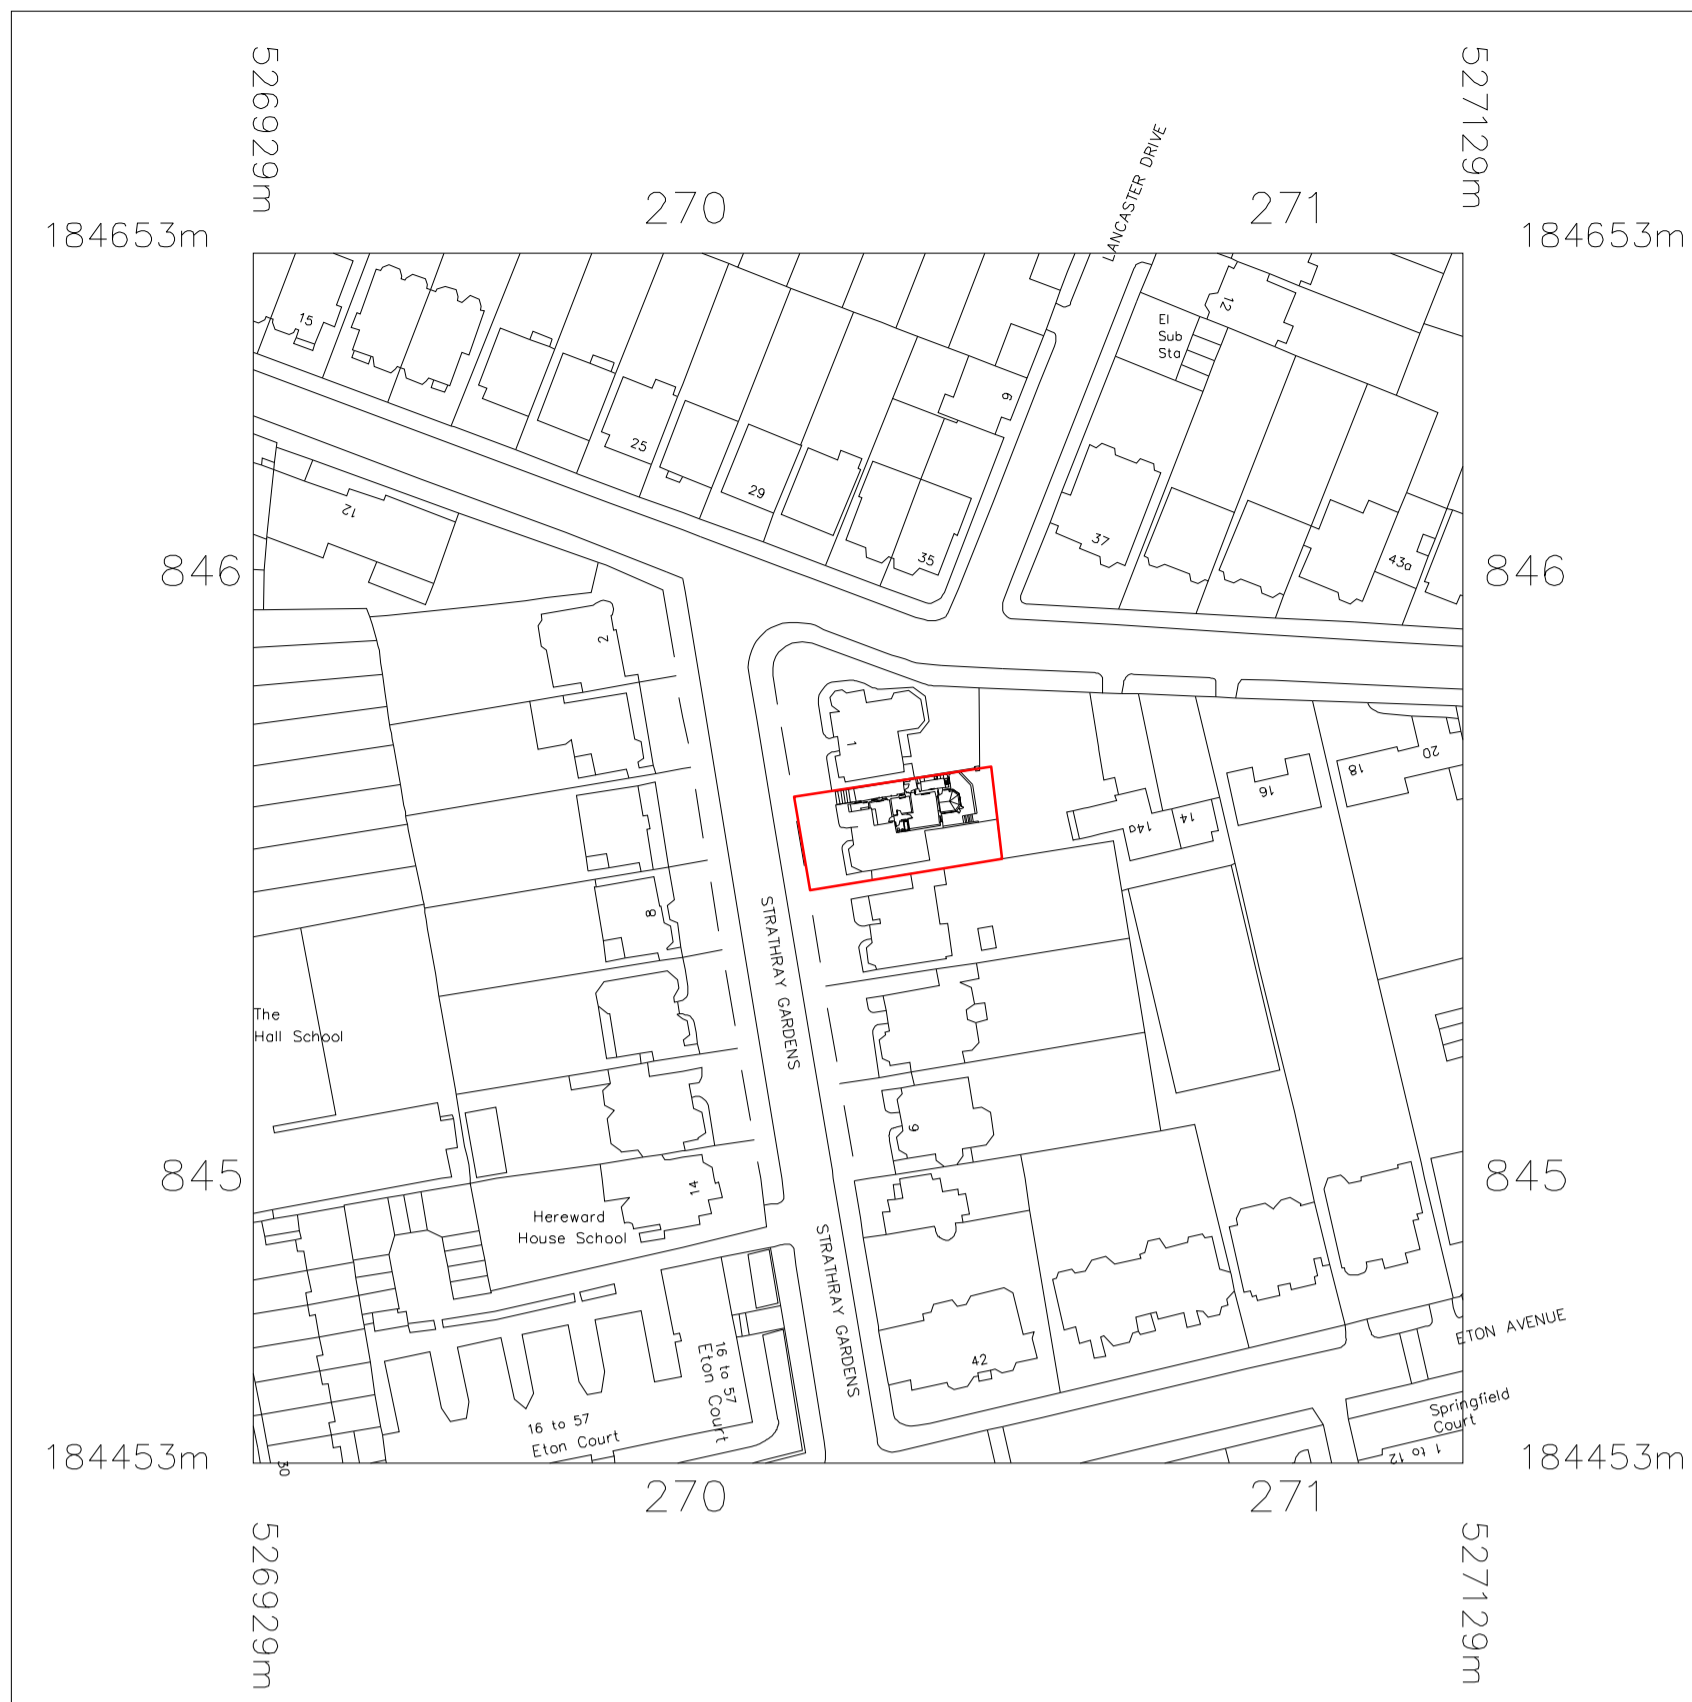 526929m
527129m
LANCASTER DRIVE
270
271
184653m
184653m
15
12
El
Sub
Sta
9
25
29
35
37
43a
12
846
846
2
1
20
18
16
14
14a
8
STRATHRAY GARDENS
The
Hall School
9
845
845
14
Hereward
House School
STRATHRAY GARDENS
ETON AVENUE
42
16 to 57
Eton Court
16 to 57
Eton Court
Springfield
Court
1 to 12
30
184453m
184453m
270
271
526929m
527129m